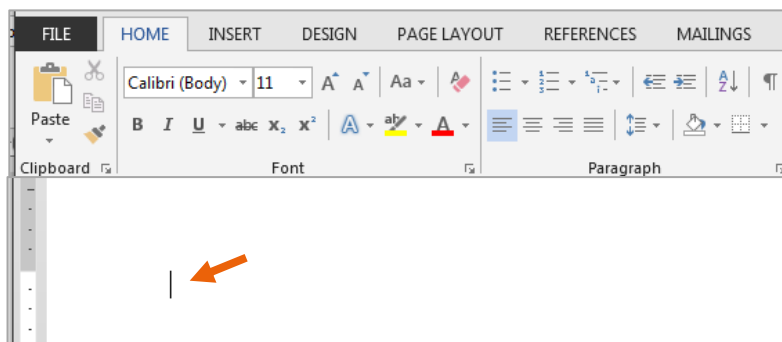 FILE HOME INSERT DESIGN PAGE LAYOUT REFERENCES MAILINGS
Calibri (Body) 11 A A Aa
Paste
B I U abc X₂ X² A ab A
Clipboard Font Paragraph